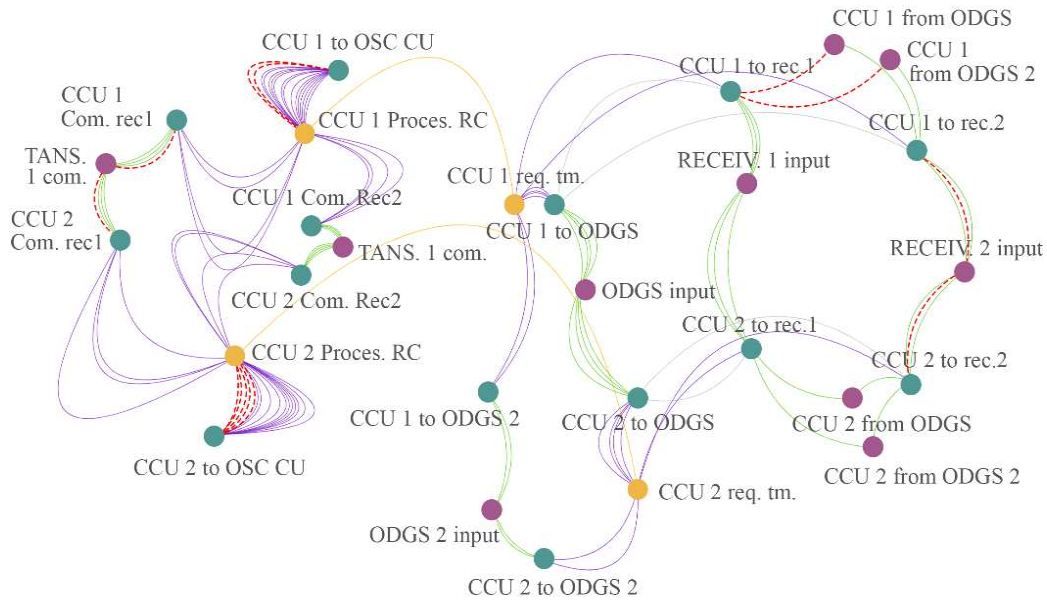 CCU 1 from ODGS
CCU 1 to OSC CU
CCU 1
from ODGS 2
CCU 1 to rec.1
CCU 1
Com. rec1
CCU 1 Proces. RC
CCU 1 to rec.2
TANS.
1 com.
RECEIV. 1 input
CCU 1 req. tm.
CCU 1 Com. Rec2
CCU 2
Com. rec1
CCU 1 to ODGS
TANS. 1 com.
RECEIV. 2 input
CCU 2 Com. Rec2
ODGS input
CCU 2 to rec.1
CCU 2 Proces. RC
CCU 2 to rec.2
CCU 1 to ODGS 2
CCU 2 to ODGS
CCU 2 from ODGS
CCU 2 to OSC CU
CCU 2 from ODGS 2
CCU 2 req. tm.
ODGS 2 input
CCU 2 to ODGS 2